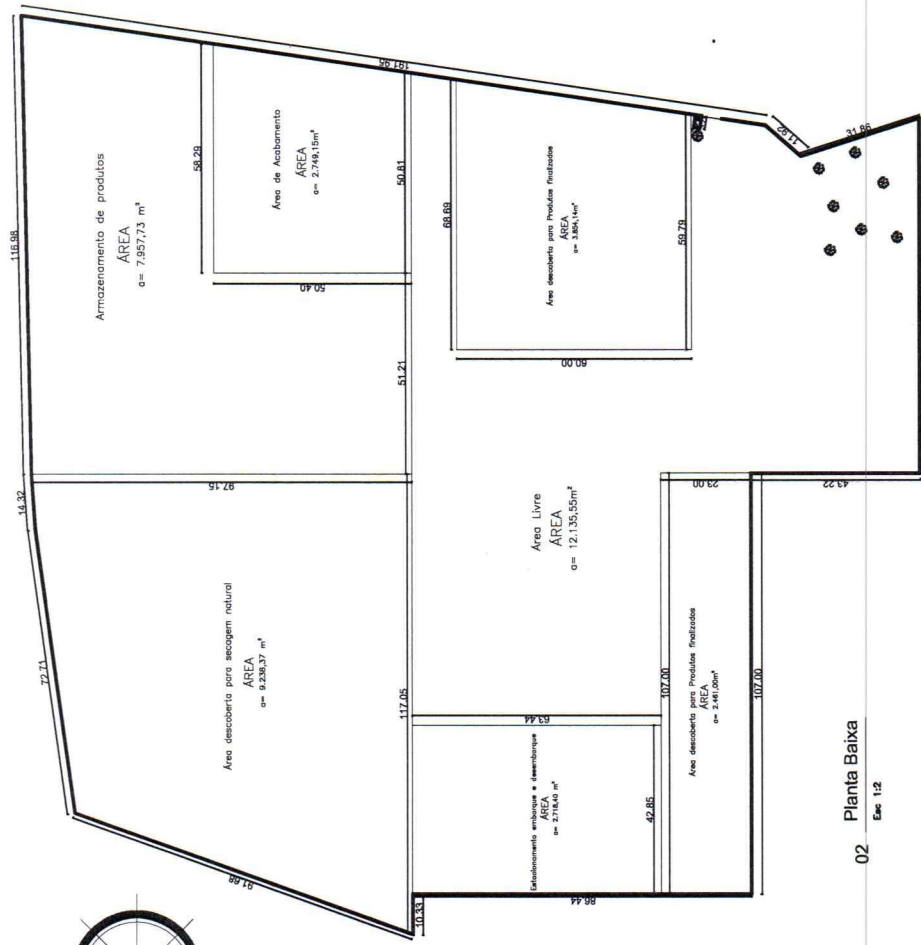 116.98
14.32
72.71
91.68
191.95
58.29
Armazenamento de produtos
ÁREA
a= 7.957,73 m²
Área de Acabamento
ÁREA
a= 2.749,15m²
50.40
50.81
51.21
97.15
Área descoberta para secagem natural
ÁREA
a= 9.238,37 m²
117.05
10.33
68.69
Área descoberta para Produtos finalizados
ÁREA
a= 3.854,14m²
60.00
59.79
11.92
31.86
Área Livre
ÁREA
a= 12.135,55m²
63.44
Estacionamento embarque e desembarque
ÁREA
a= 2.718,40 m²
42.85
86.44
107.00
23.00
43.22
Área descoberta para Produtos finalizados
ÁREA
a= 2.461,00m²
107.00
02
Planta Baixa
Esc 1:2